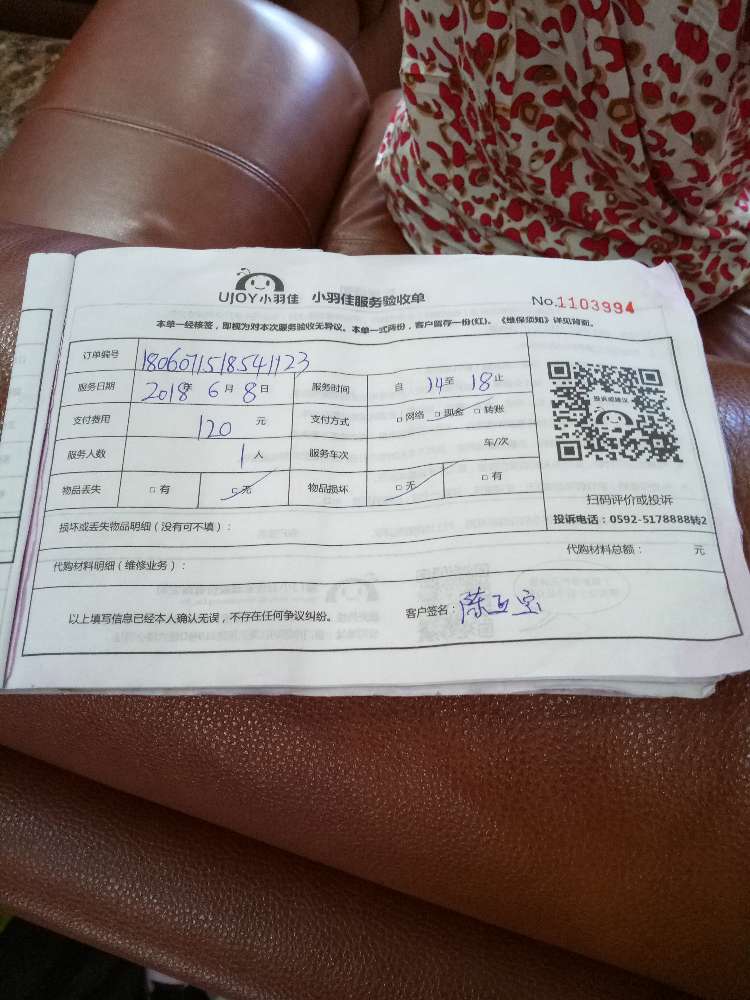 UJOY小羽佳 小羽佳服务验收单 No.1103994
本单一经核签，即视为对本次服务验收无异议。本单一式两份，客户留存一份(红)。《维保须知》详见背面。
订单编号 18060715185541123
服务日期 2018年 6 月 8 日 服务时间 自 14 至 18 止
支付费用 120 元 支付方式 □网络 □现金 □转账
投诉或建议
服务人数 1 人 服务车次 车/次
物品丢失 □有 □无 物品损坏 □无 □有
扫码评价或投诉
投诉电话：0592-5178888转2
损坏或丢失物品明细（没有可不填）：
代购材料明细（维修业务）： 代购材料总额： 元
以上填写信息已经本人确认无误，不存在任何争议纠纷。 客户签名：